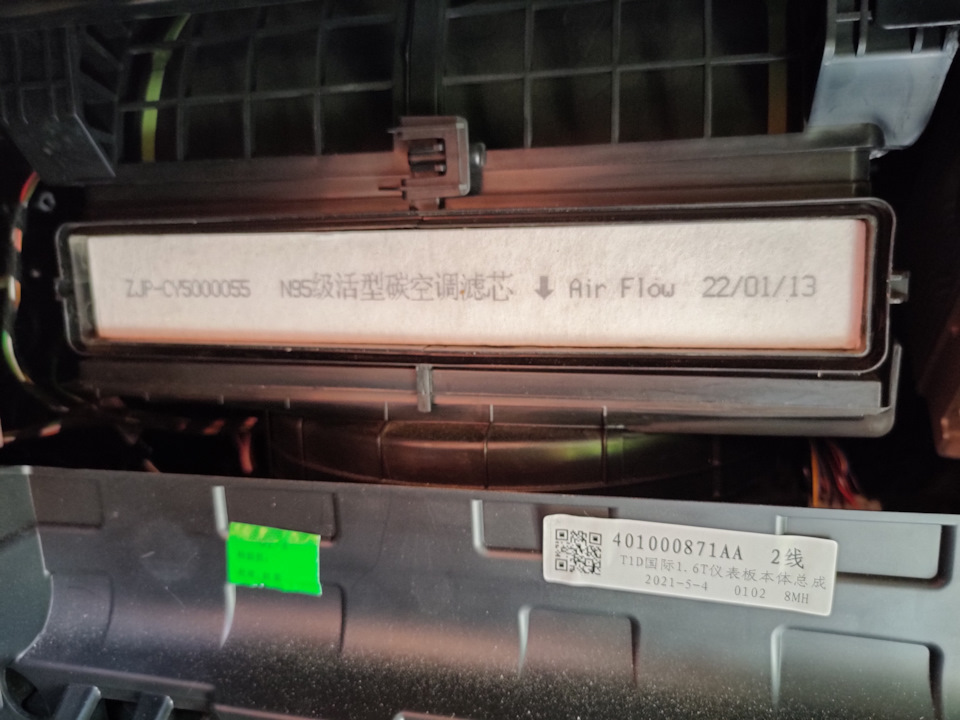 ZJP-CY5000055 N95级活型碳空调滤芯 ⬇ Air Flow 22/01/13
401000871AA 2线
T1D国际1.6T仪表板本体总成
2021-5-4 0102 8MH